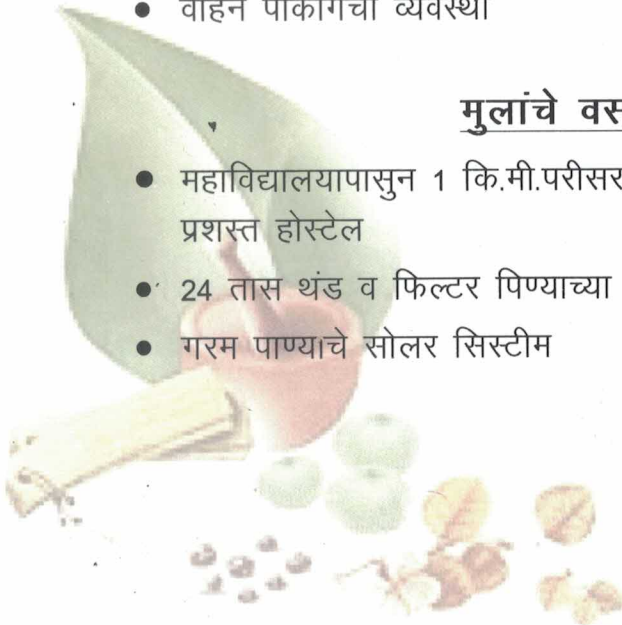 • वाहन पार्कींगची व्यवस्था
मुलांचे वस
• महाविद्यालयापासुन 1 कि.मी.परीसर
प्रशस्त होस्टेल
• 24 तास थंड व फिल्टर पिण्याच्या
• गरम पाण्याचे सोलर सिस्टीम